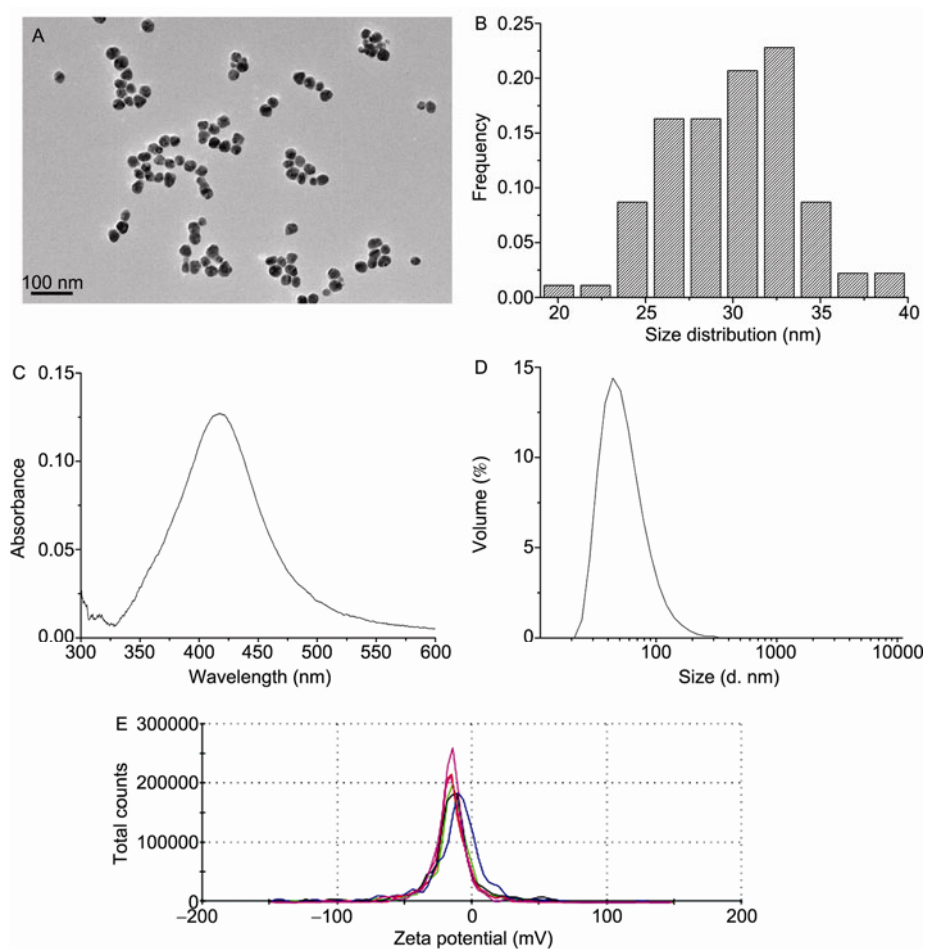 A
100 nm
B
0.25
0.20
0.15
0.10
0.05
0.00
Frequency
20 25 30 35 40
Size distribution (nm)
C
0.15
0.10
0.05
0.00
Absorbance
300 350 400 450 500 550 600
Wavelength (nm)
D
15
10
5
0
Volume (%)
100 1000 10000
Size (d. nm)
E
300000
200000
100000
0
Total counts
−200 −100 0 100 200
Zeta potential (mV)